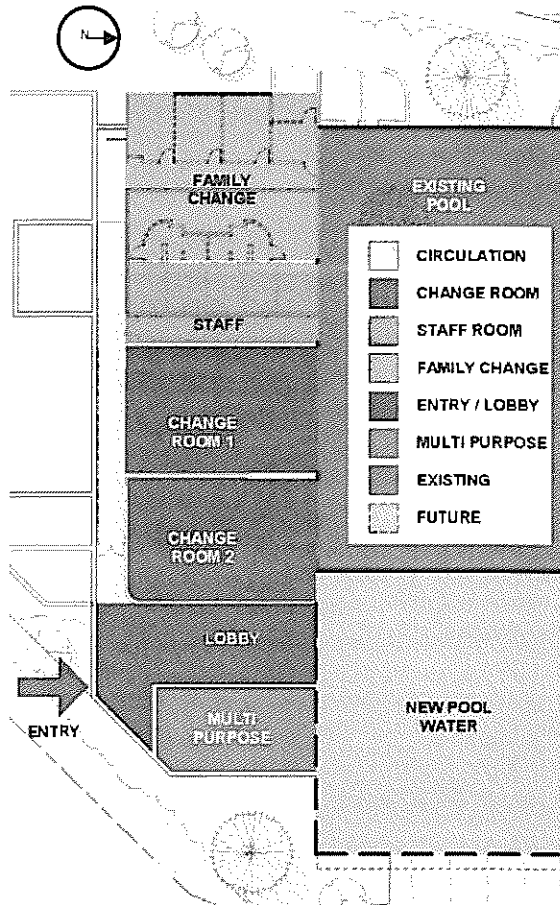 N
FAMILY
CHANGE
EXISTING
POOL
CIRCULATION
CHANGE ROOM
STAFF ROOM
FAMILY CHANGE
ENTRY / LOBBY
MULTI PURPOSE
EXISTING
FUTURE
STAFF
CHANGE
ROOM 1
CHANGE
ROOM 2
LOBBY
MULTI
PURPOSE
ENTRY
NEW POOL
WATER